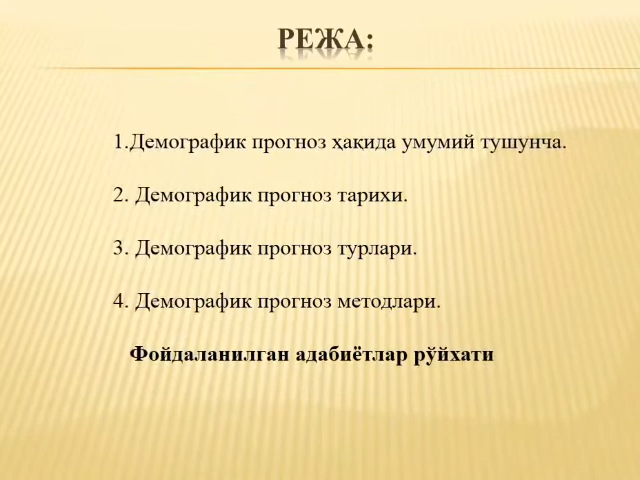 РЕЖА:
1.Демографик прогноз ҳақида умумий тушунча.
2. Демографик прогноз тарихи.
3. Демографик прогноз турлари.
4. Демографик прогноз методлари.
Фойдаланилган адабиётлар рўйхати